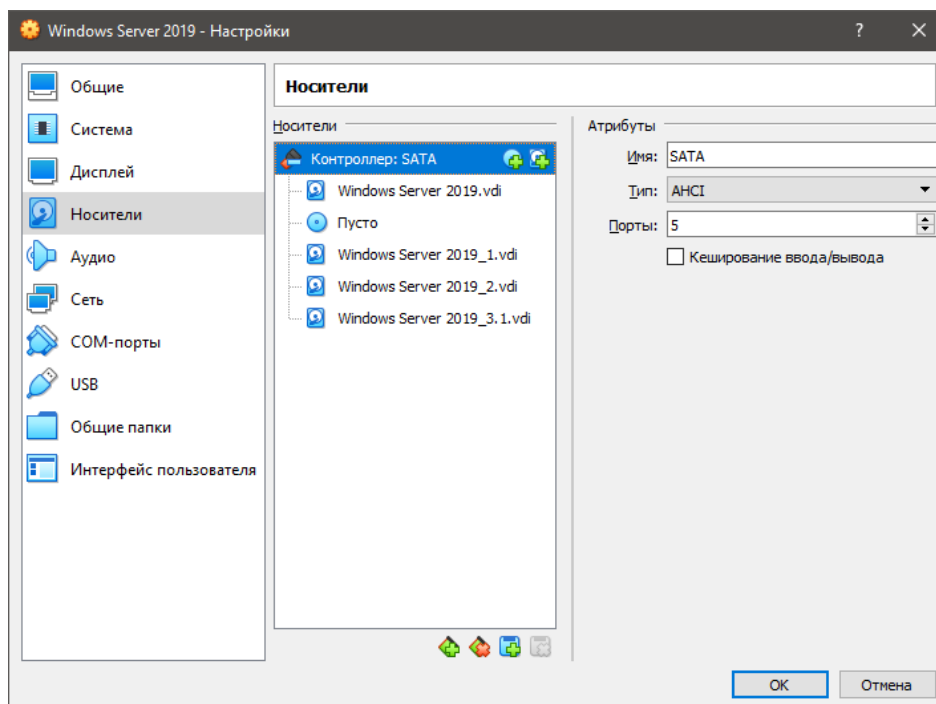 Windows Server 2019 - Настройки
?
Общие
Система
Дисплей
Носители
Аудио
Сеть
COM-порты
USB
Общие папки
Интерфейс пользователя
Носители
Носители
Контроллер: SATA
Windows Server 2019.vdi
Пусто
Windows Server 2019_1.vdi
Windows Server 2019_2.vdi
Windows Server 2019_3.1.vdi
Атрибуты
Имя: SATA
Тип: AHCI
Порты: 5
Кеширование ввода/вывода
OK
Отмена